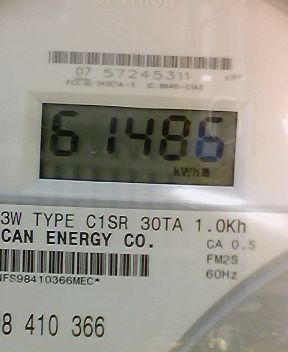 07 57245311
61486
kWh
3W TYPE C1SR 30TA 1.0Kh
CAN ENERGY CO.
CA 0.5
FM2S
60Hz
NFS98410366MEC*
98 410 366